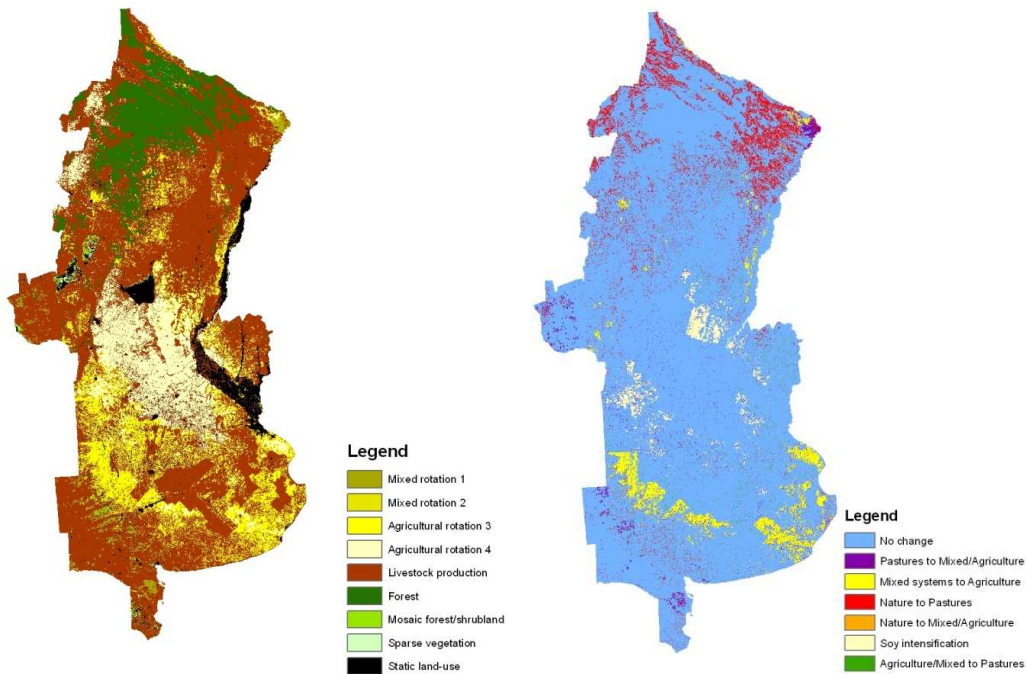 Legend
Mixed rotation 1
Mixed rotation 2
Agricultural rotation 3
Agricultural rotation 4
Livestock production
Forest
Mosaic forest/shrubland
Sparse vegetation
Static land-use
Legend
No change
Pastures to Mixed/Agriculture
Mixed systems to Agriculture
Nature to Pastures
Nature to Mixed/Agriculture
Soy intensification
Agriculture/Mixed to Pastures